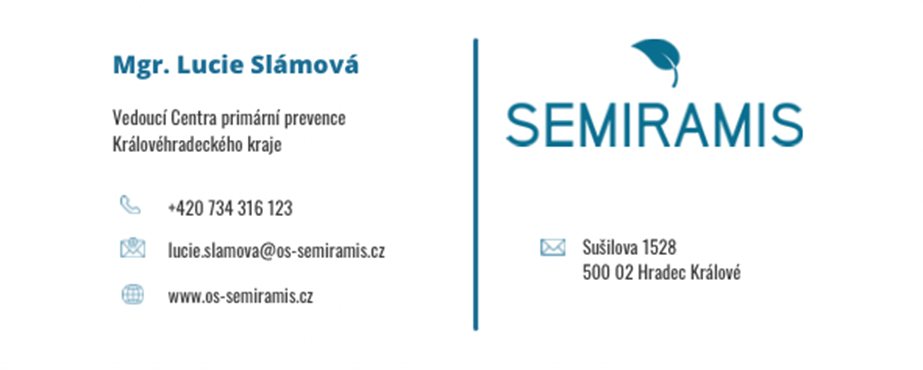 Mgr. Lucie Slámová
Vedoucí Centra primární prevence
Královéhradeckého kraje
+420 734 316 123
lucie.slamova@os-semiramis.cz
www.os-semiramis.cz
SEMIRAMIS
Sušilova 1528
500 02 Hradec Králové